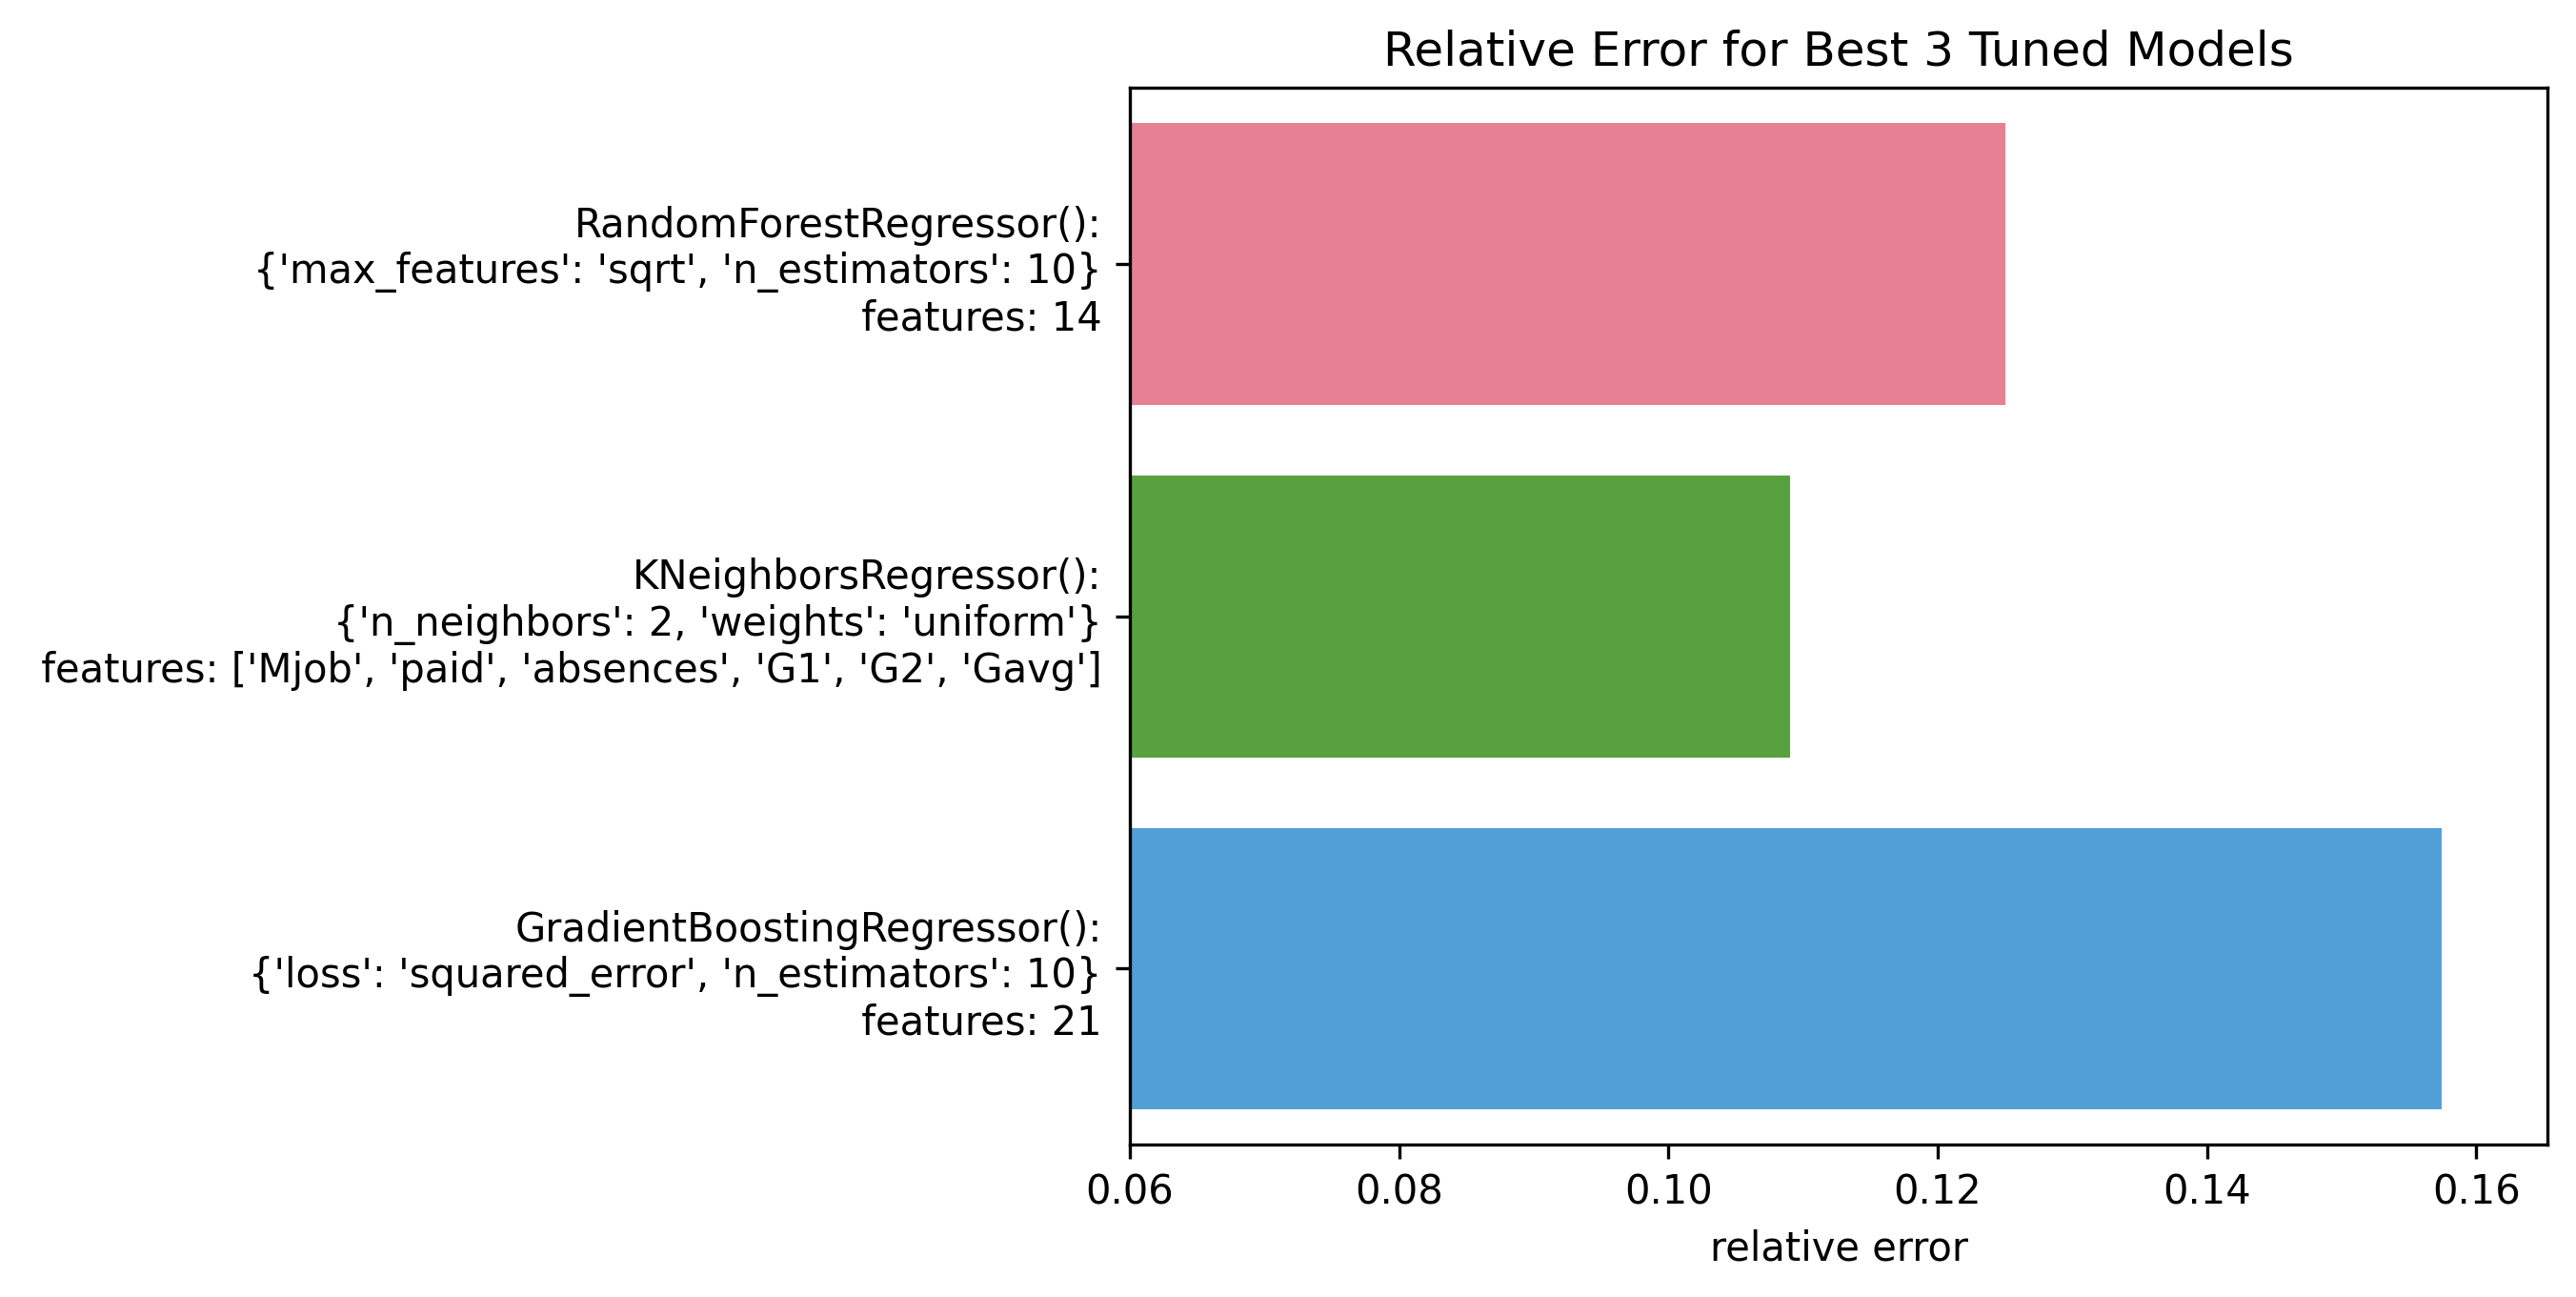 Relative Error for Best 3 Tuned Models
RandomForestRegressor():
{'max_features': 'sqrt', 'n_estimators': 10}
features: 14
KNeighborsRegressor():
{'n_neighbors': 2, 'weights': 'uniform'}
features: ['Mjob', 'paid', 'absences', 'G1', 'G2', 'Gavg']
GradientBoostingRegressor():
{'loss': 'squared_error', 'n_estimators': 10}
features: 21
0.06 0.08 0.10 0.12 0.14 0.16
relative error